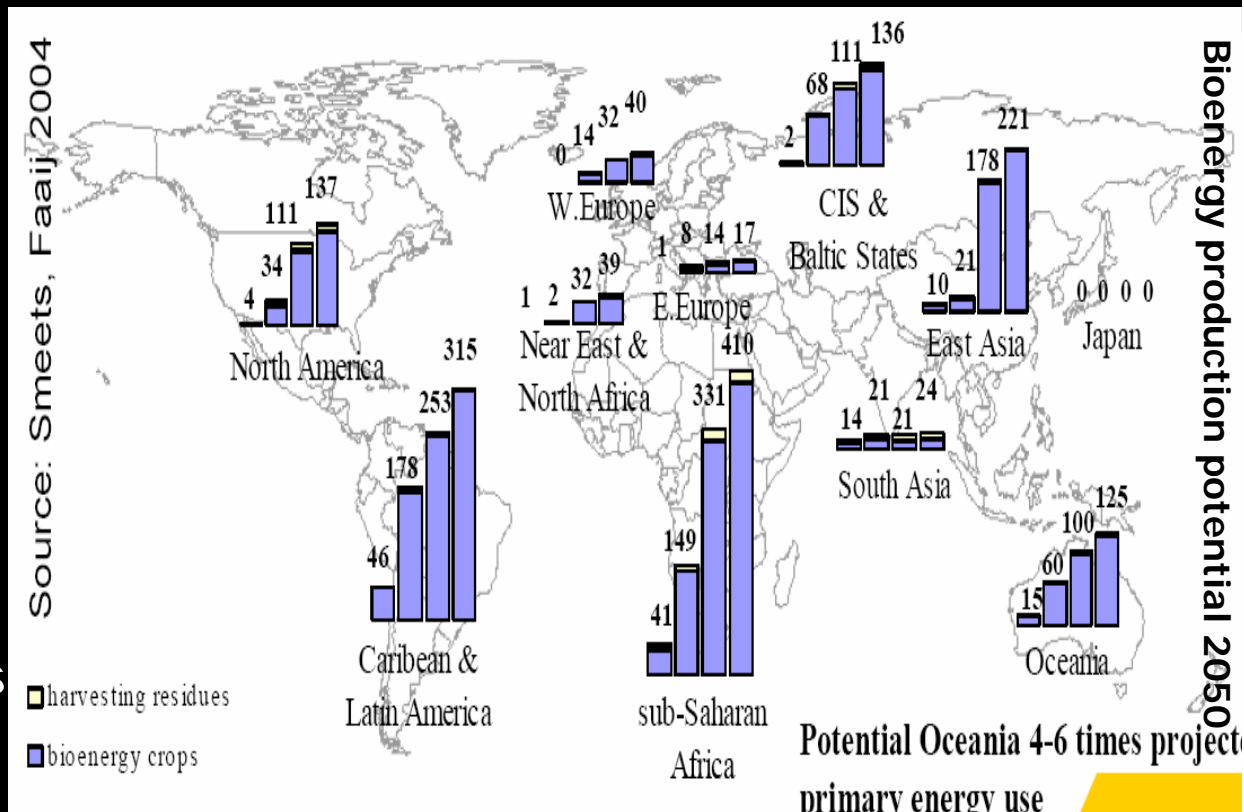 Source: Smeets, Faaij 2004
Bioenergy production potential 2050
0 14 32 40
W.Europe
2 68 111 136
CIS &
Baltic States
4 34 111 137
North America
1 8 14 17
E.Europe
1 2 32 39
Near East &
North Africa
10 21 178 221
East Asia
0 0 0 0
Japan
46 178 253 315
Caribean &
Latin America
41 149 331 410
sub-Saharan
Africa
14 21 21 24
South Asia
15 60 100 125
Oceania
harvesting residues
bioenergy crops
Potential Oceania 4-6 times projecte
primary energy use